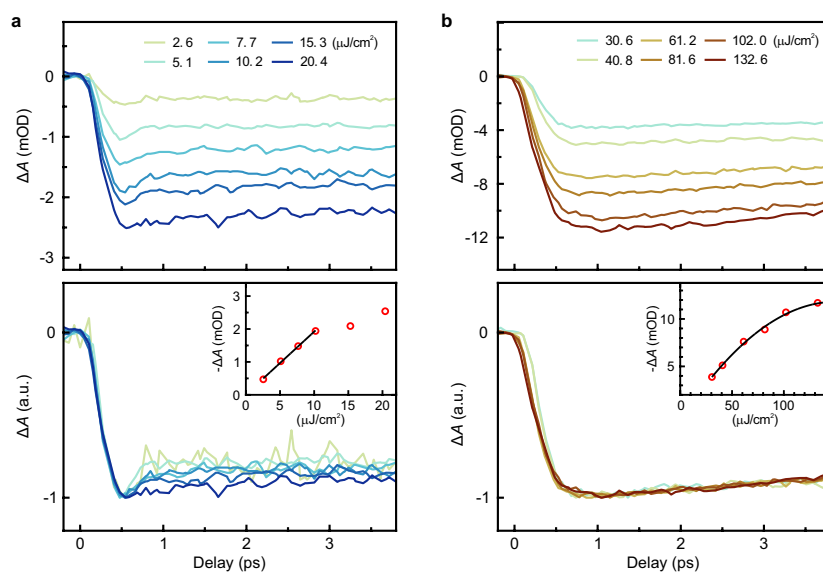 a
2.6 7.7 15.3 (μJ/cm²)
5.1 10.2 20.4
0
-1
-2
-3
ΔA (mOD)
b
30.6 61.2 102.0 (μJ/cm²)
40.8 81.6 132.6
0
-4
-8
-12
ΔA (mOD)
0
-1
ΔA (a.u.)
3
2
1
0
-ΔA (mOD)
0 5 10 15 20
(μJ/cm²)
0 1 2 3
Delay (ps)
0
-1
ΔA (a.u.)
10
5
-ΔA (mOD)
0 50 100
(μJ/cm²)
0 1 2 3
Delay (ps)